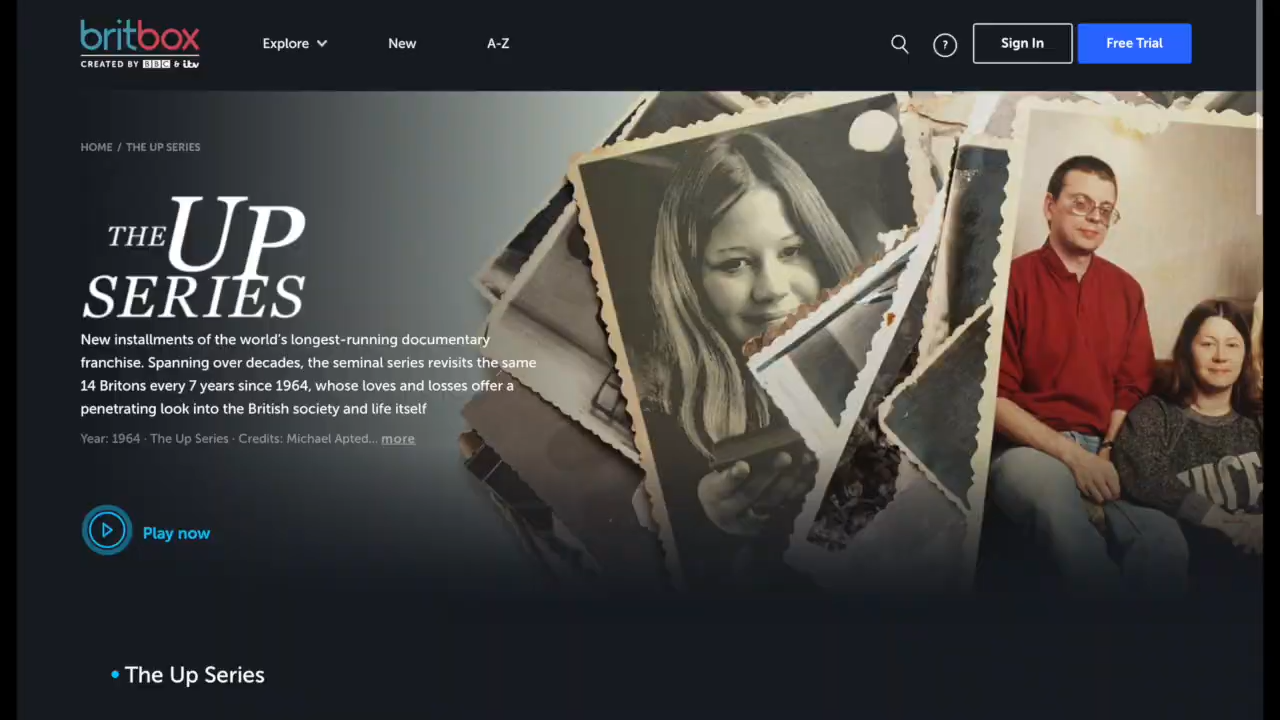 britbox
CREATED BY BBC & itv
Explore
New
A-Z
?
Sign In
Free Trial
HOME / THE UP SERIES
THE UP
SERIES
New installments of the world's longest-running documentary
franchise. Spanning over decades, the seminal series revisits the same
14 Britons every 7 years since 1964, whose loves and losses offer a
penetrating look into the British society and life itself
Year: 1964 · The Up Series · Credits: Michael Apted... more
Play now
VICE
• The Up Series